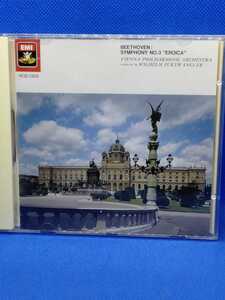 EMI
BEETHOVEN:
SYMPHONY NO.3 "EROICA"
VIENNA PHILHARMONIC ORCHESTRA
WILHELM FURTWÄNGLER